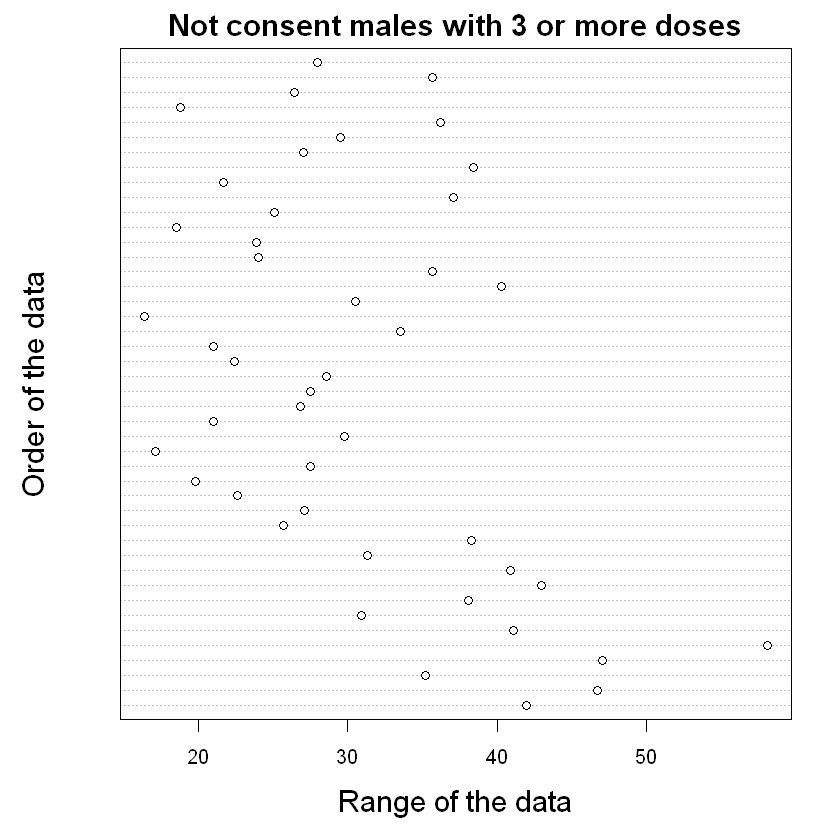 Not consent males with 3 or more doses
Order of the data
20 30 40 50
Range of the data